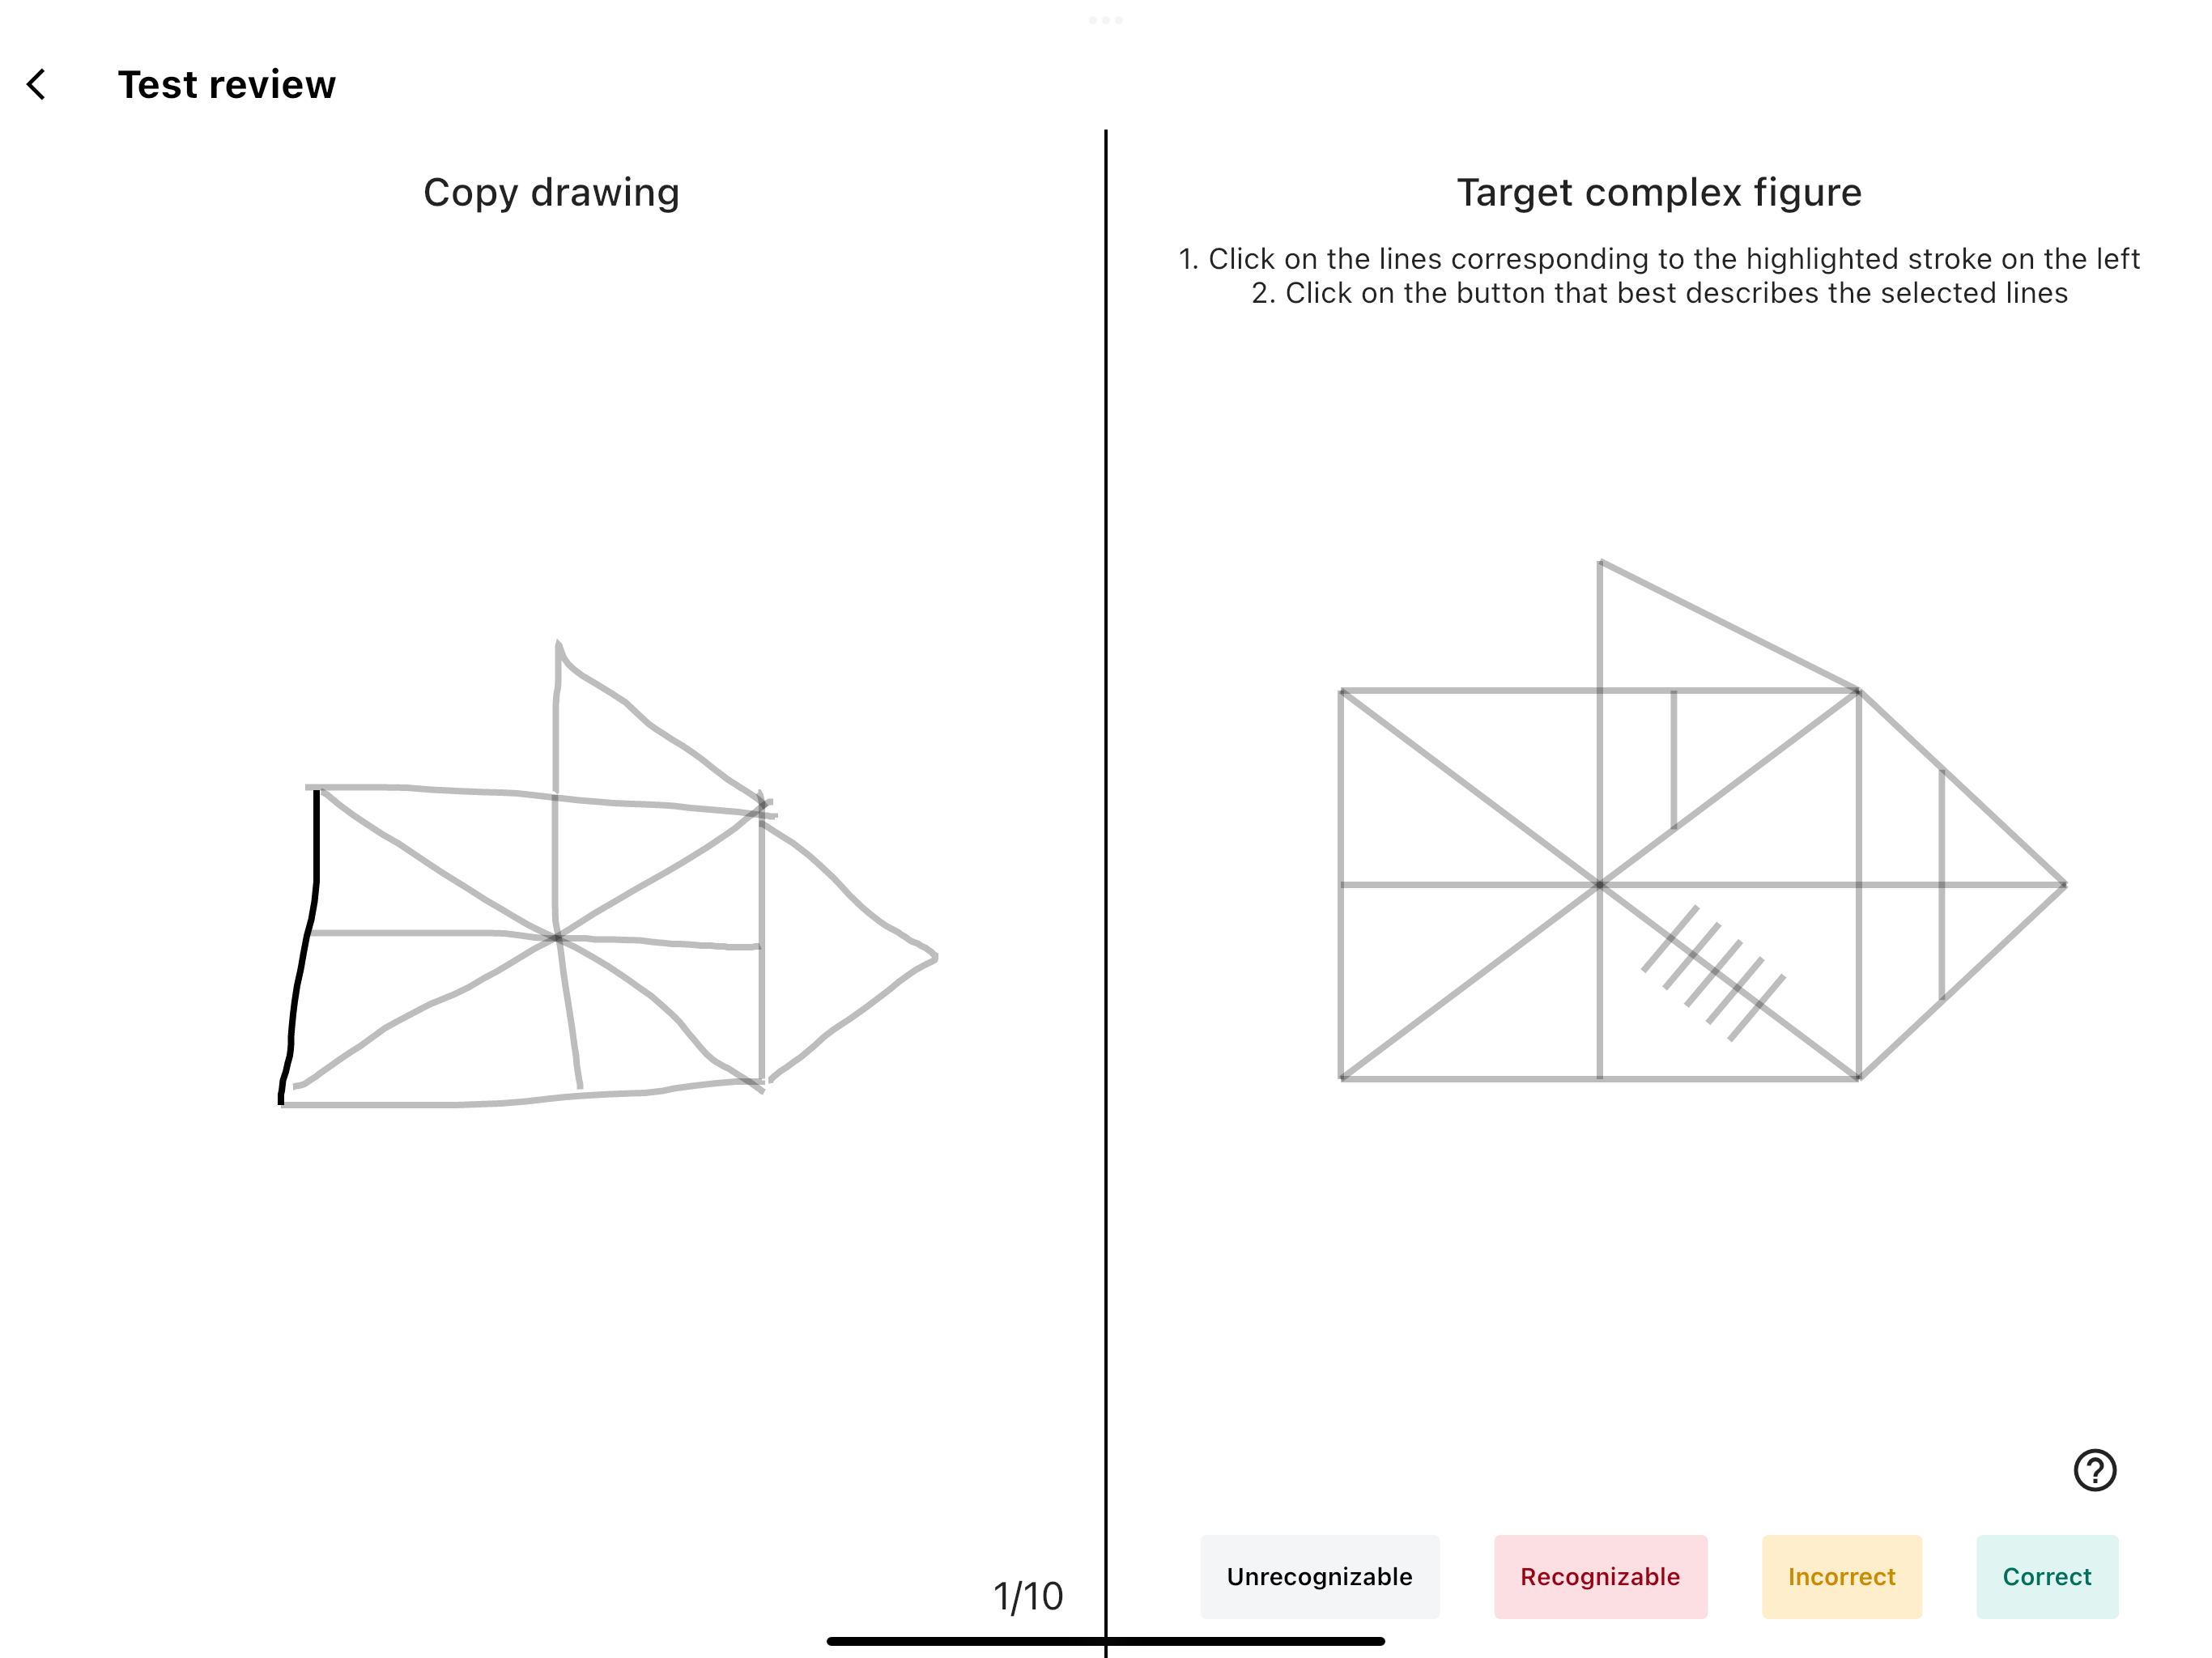 Test review
Copy drawing
Target complex figure
1. Click on the lines corresponding to the highlighted stroke on the left
2. Click on the button that best describes the selected lines
1/10
Unrecognizable
Recognizable
Incorrect
Correct